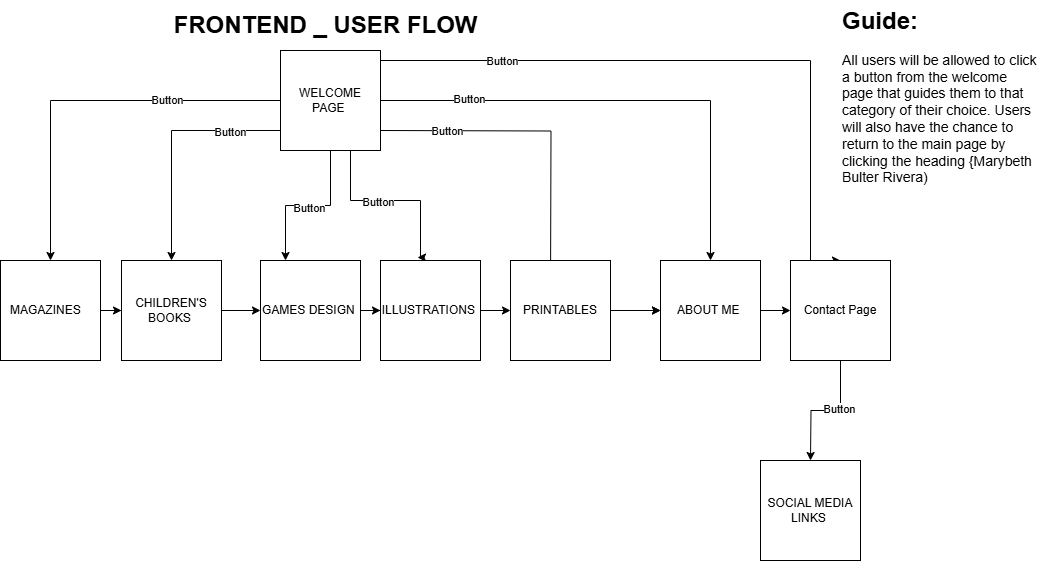 FRONTEND _ USER FLOW
Guide:
All users will be allowed to click
a button from the welcome
page that guides them to that
category of their choice. Users
will also have the chance to
return to the main page by
clicking the heading {Marybeth
Bulter Rivera)
Button
WELCOME
PAGE
Button
Button
Button
Button
Button
Button
MAGAZINES
CHILDREN'S
BOOKS
GAMES DESIGN
ILLUSTRATIONS
PRINTABLES
ABOUT ME
Contact Page
Button
SOCIAL MEDIA
LINKS